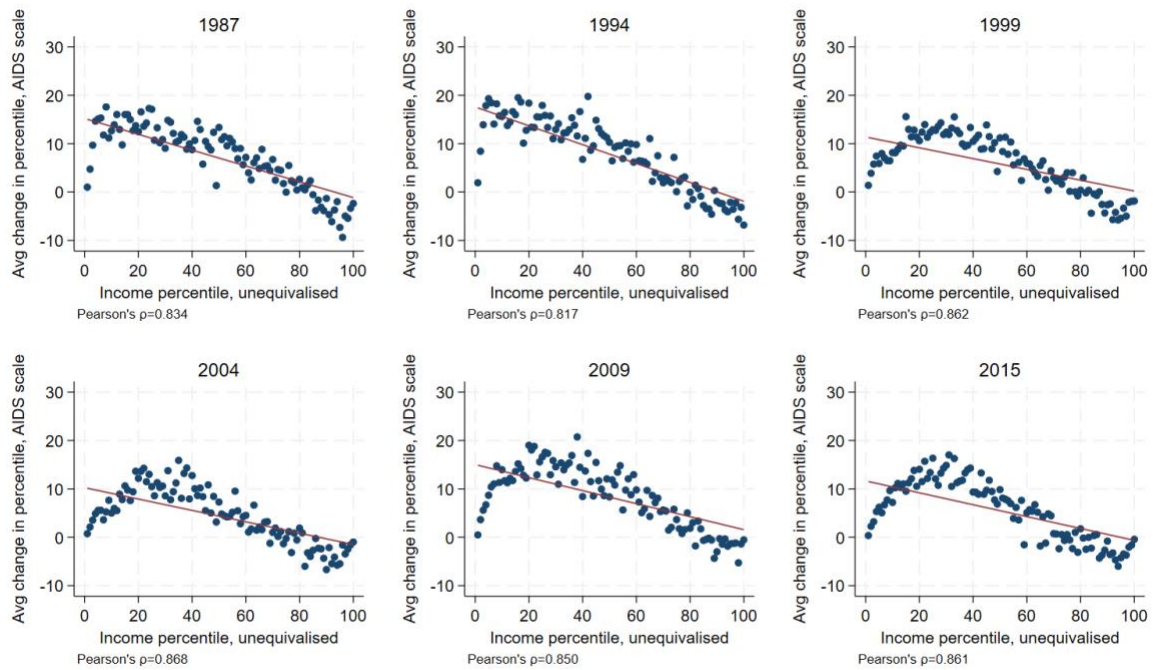 1987
Avg change in percentile, AIDS scale
30
20
10
0
-10
0 20 40 60 80 100
Income percentile, unequivalised
Pearson's ρ=0.834
1994
Avg change in percentile, AIDS scale
30
20
10
0
-10
0 20 40 60 80 100
Income percentile, unequivalised
Pearson's ρ=0.817
1999
Avg change in percentile, AIDS scale
30
20
10
0
-10
0 20 40 60 80 100
Income percentile, unequivalised
Pearson's ρ=0.862
2004
Avg change in percentile, AIDS scale
30
20
10
0
-10
0 20 40 60 80 100
Income percentile, unequivalised
Pearson's ρ=0.868
2009
Avg change in percentile, AIDS scale
30
20
10
0
-10
0 20 40 60 80 100
Income percentile, unequivalised
Pearson's ρ=0.850
2015
Avg change in percentile, AIDS scale
30
20
10
0
-10
0 20 40 60 80 100
Income percentile, unequivalised
Pearson's ρ=0.861